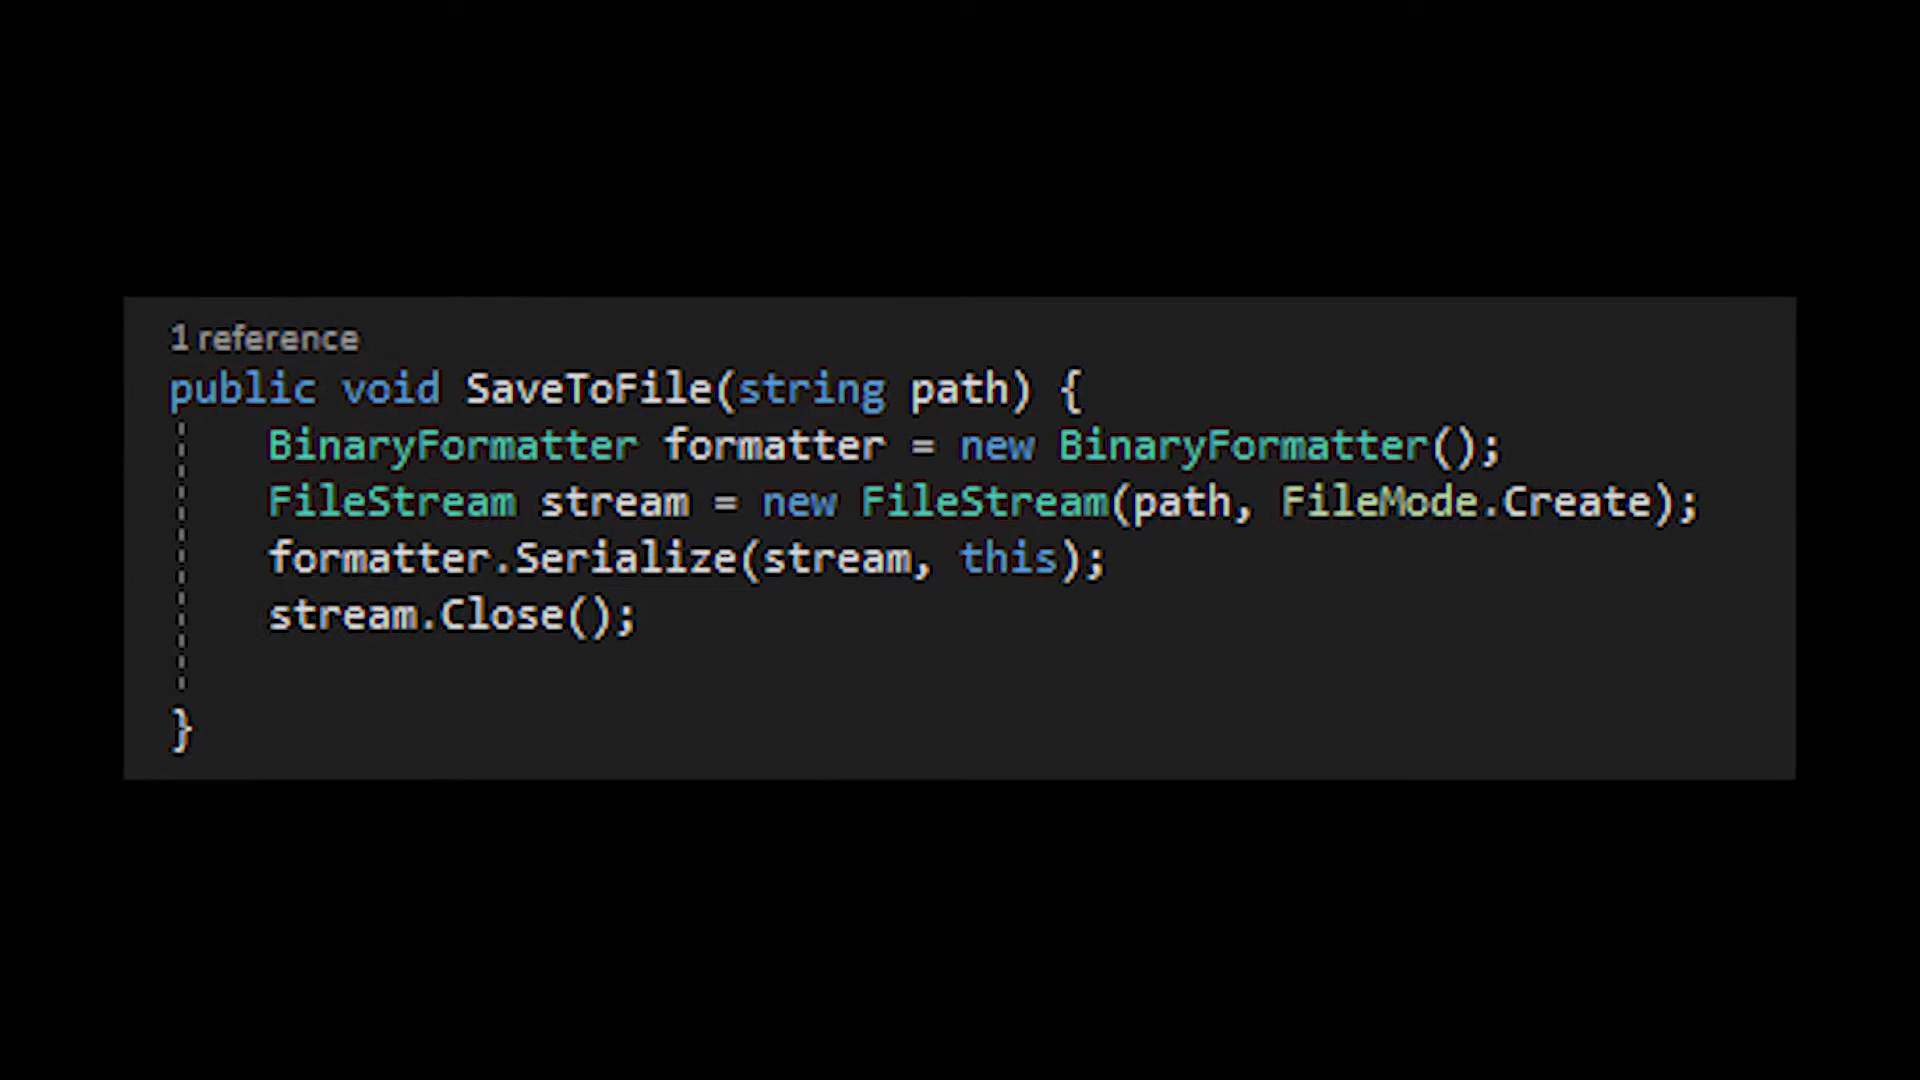 1 reference
public void SaveToFile(string path) {
BinaryFormatter formatter = new BinaryFormatter();
FileStream stream = new FileStream(path, FileMode.Create);
formatter.Serialize(stream, this);
stream.Close();
}